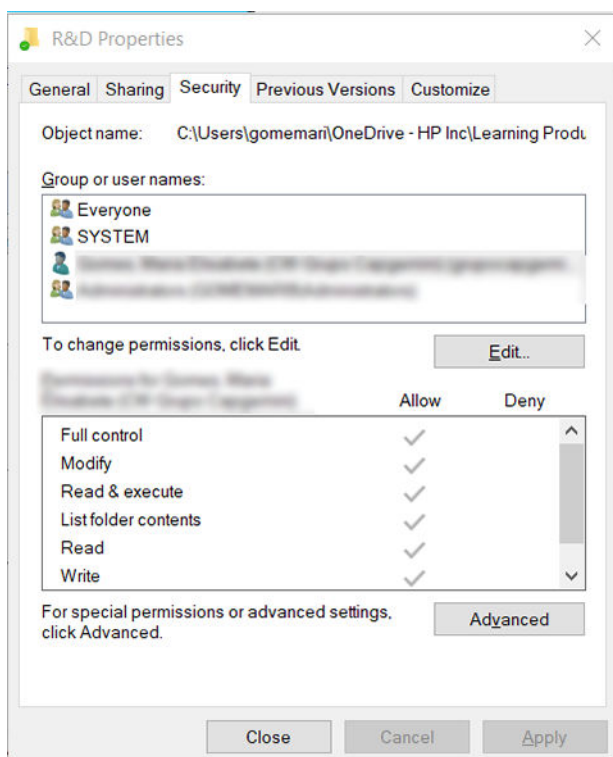 R&D Properties
General Sharing Security Previous Versions Customize
Object name: C:\Users\gomemari\OneDrive - HP Inc\Learning Produ
Group or user names:
Everyone
SYSTEM
To change permissions, click Edit.
Edit...
Allow Deny
Full control
Modify
Read & execute
List folder contents
Read
Write
For special permissions or advanced settings,
click Advanced.
Advanced
Close Cancel Apply